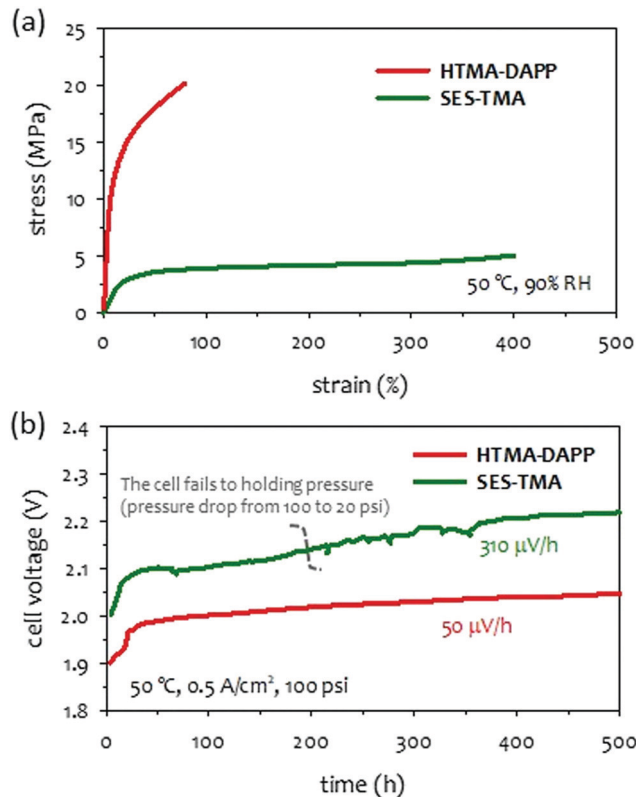 (a)
25
20
15
10
5
0
stress (MPa)
HTMA-DAPP
SES-TMA
50 °C, 90% RH
0 100 200 300 400 500
strain (%)
(b)
2.4
2.3
2.2
2.1
2.0
1.9
1.8
cell voltage (V)
HTMA-DAPP
SES-TMA
The cell fails to holding pressure
(pressure drop from 100 to 20 psi)
310 µV/h
50 µV/h
50 °C, 0.5 A/cm², 100 psi
0 100 200 300 400 500
time (h)